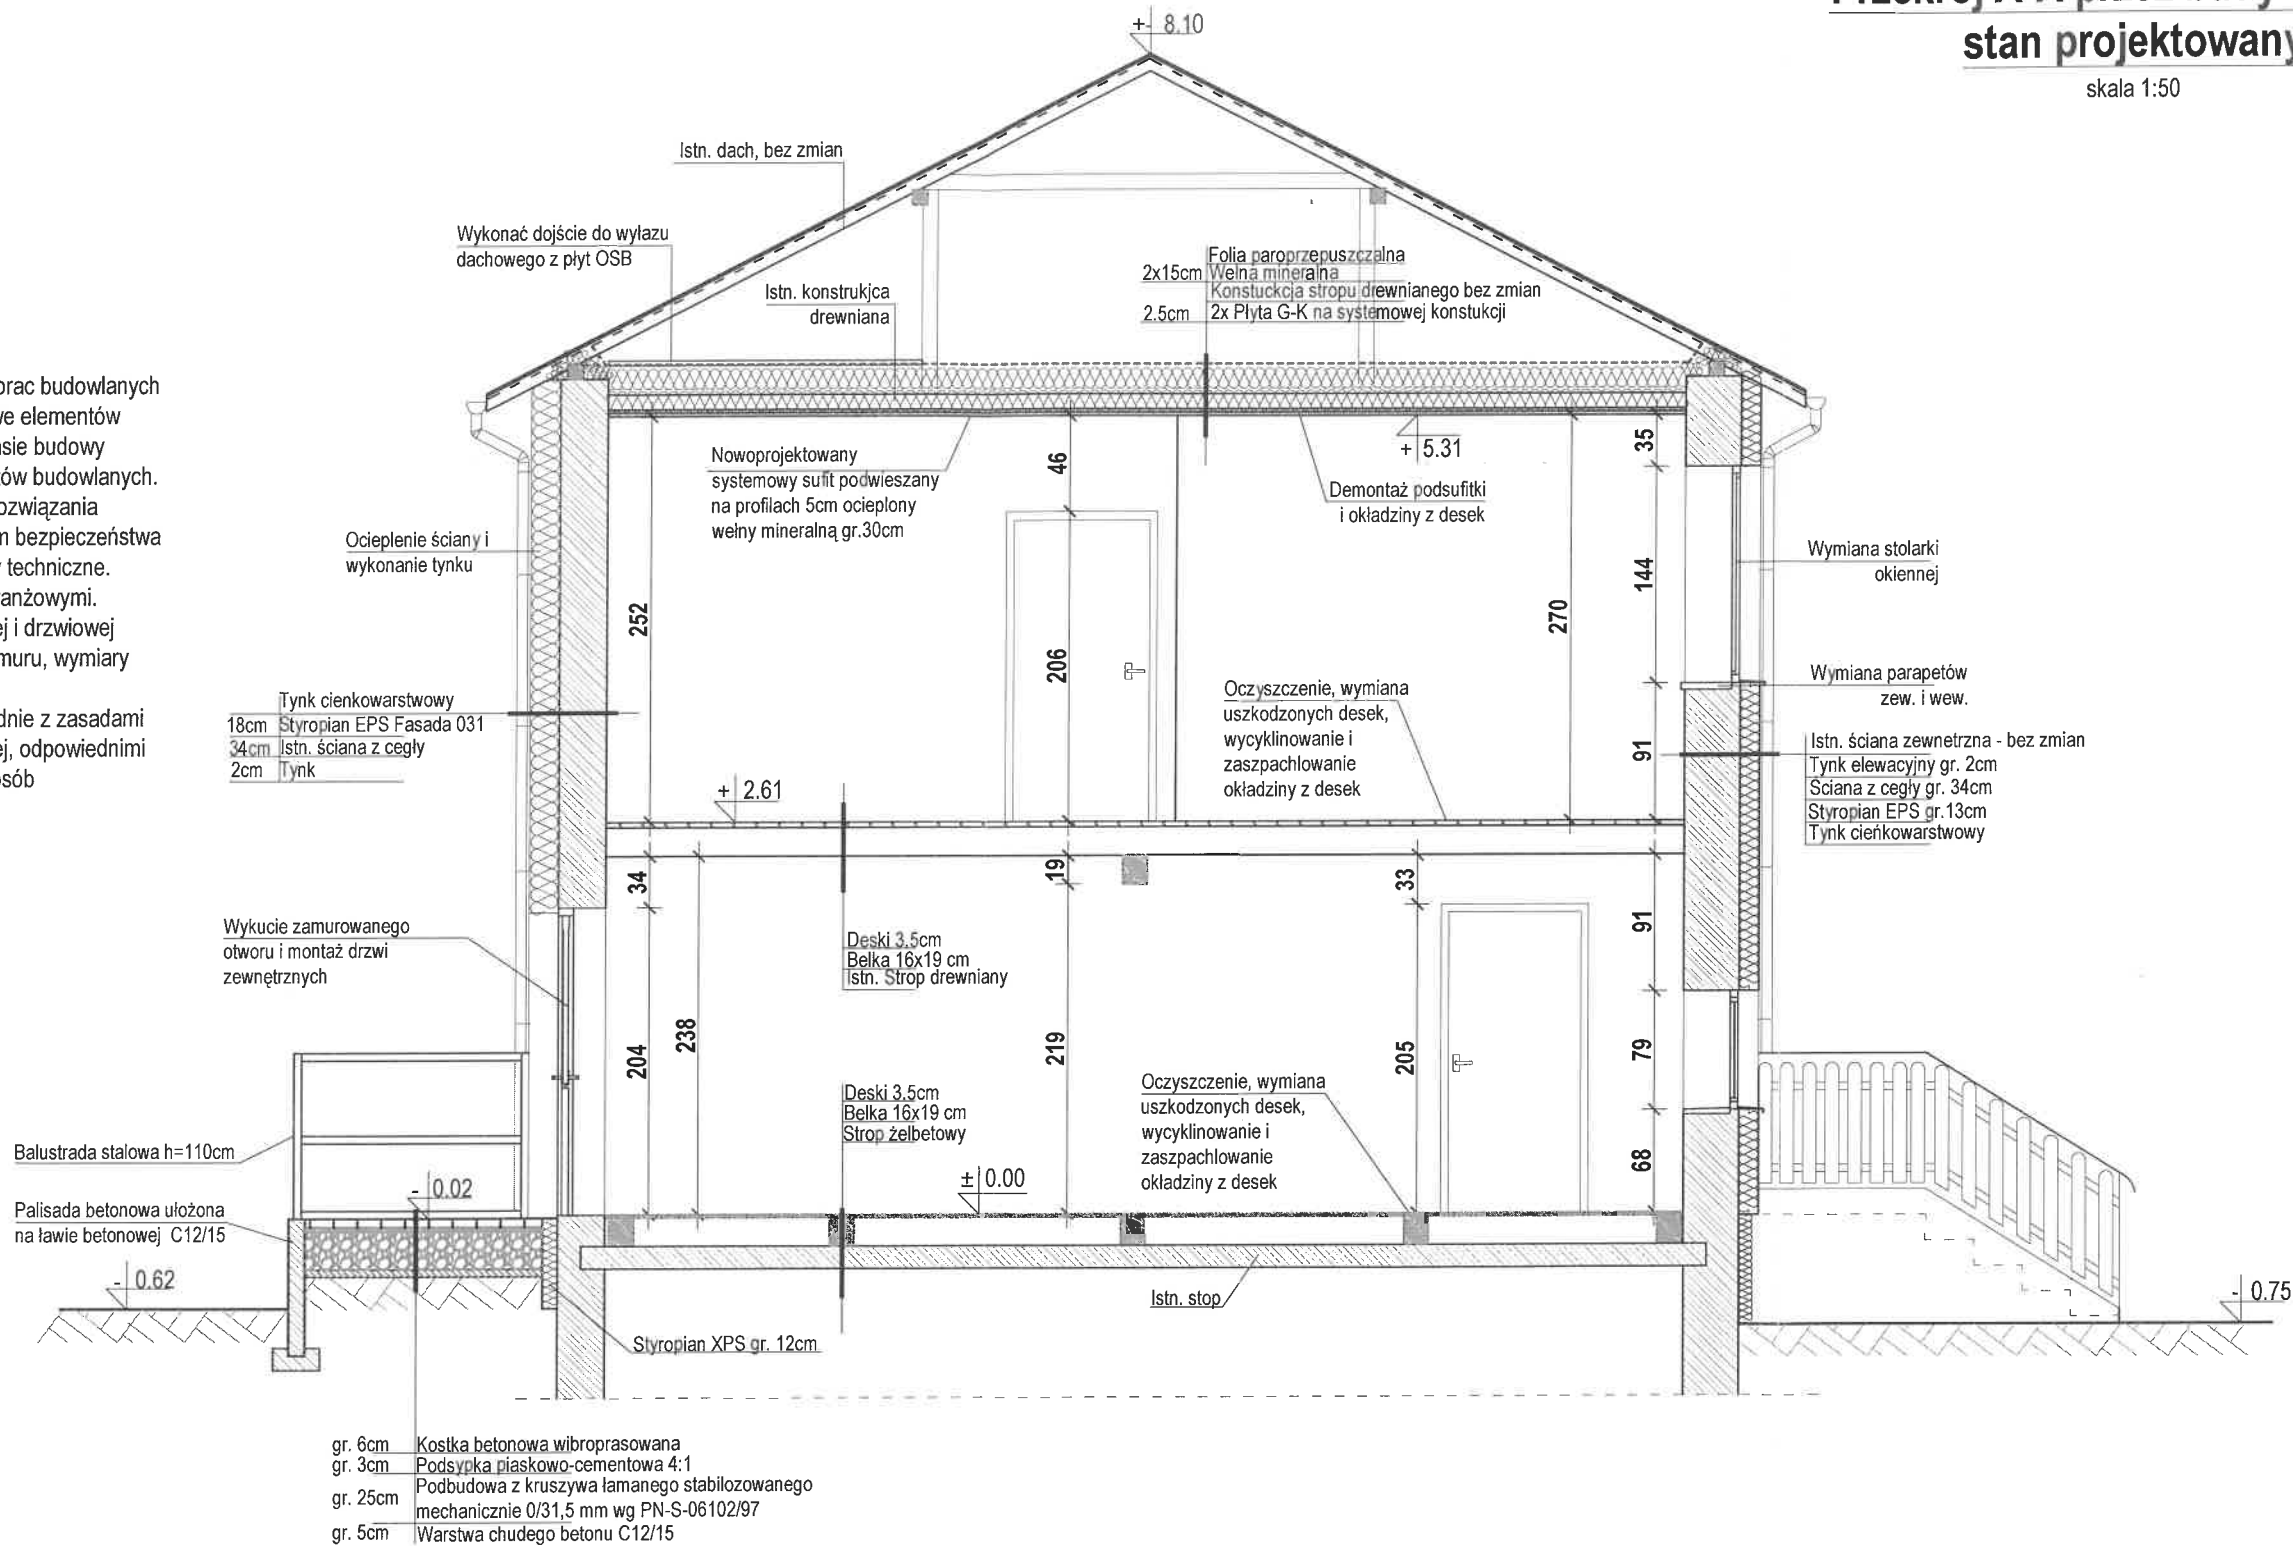 stan projektowany
skala 1:50
+ 8.10
Istn. dach, bez zmian
Wykonać dojście do wyłazu
dachowego z płyt OSB
Istn. konstrukjca
drewniana
Folia paroprzepuszczalna
2x15cm Wełna mineralna
Konstuckcja stropu drewnianego bez zmian
2.5cm 2x Płyta G-K na systemowej konstukcji
prac budowlanych
we elementów
asie budowy
tów budowlanych.
ozwiązania
m bezpieczeństwa
y techniczne.
anżowymi.
ej i drzwiowej
muru, wymiary
dnie z zasadami
ej, odpowiednimi
osób
Nowoprojektowany
systemowy sufit podwieszany
na profilach 5cm ocieplony
wełny mineralną gr.30cm
+ 5.31
Demontaż podsufitki
i okładziny z desek
Ocieplenie ściany i
wykonanie tynku
Wymiana stolarki
okiennej
252
46
206
270
35
144
91
Wymiana parapetów
zew. i wew.
Tynk cienkowarstwowy
18cm Styropian EPS Fasada 031
34cm Istn. ściana z cegły
2cm Tynk
Oczyszczenie, wymiana
uszkodzonych desek,
wycyklinowanie i
zaszpachlowanie
okładziny z desek
Istn. ściana zewnetrzna - bez zmian
Tynk elewacyjny gr. 2cm
Ściana z cegły gr. 34cm
Styropian EPS gr.13cm
Tynk cieńkowarstwowy
+ 2.61
34
19
33
91
Wykucie zamurowanego
otworu i montaż drzwi
zewnętrznych
Deski 3.5cm
Belka 16x19 cm
Istn. Strop drewniany
204
238
219
205
79
68
Deski 3.5cm
Belka 16x19 cm
Strop żelbetowy
Oczyszczenie, wymiana
uszkodzonych desek,
wycyklinowanie i
zaszpachlowanie
okładziny z desek
Balustrada stalowa h=110cm
- 0.02
± 0.00
Palisada betonowa ułożona
na ławie betonowej C12/15
- 0.62
Istn. stop
- 0.75
Styropian XPS gr. 12cm
gr. 6cm Kostka betonowa wibroprasowana
gr. 3cm Podsypka piaskowo-cementowa 4:1
gr. 25cm Podbudowa z kruszywa łamanego stabilozowanego
mechanicznie 0/31,5 mm wg PN-S-06102/97
gr. 5cm Warstwa chudego betonu C12/15